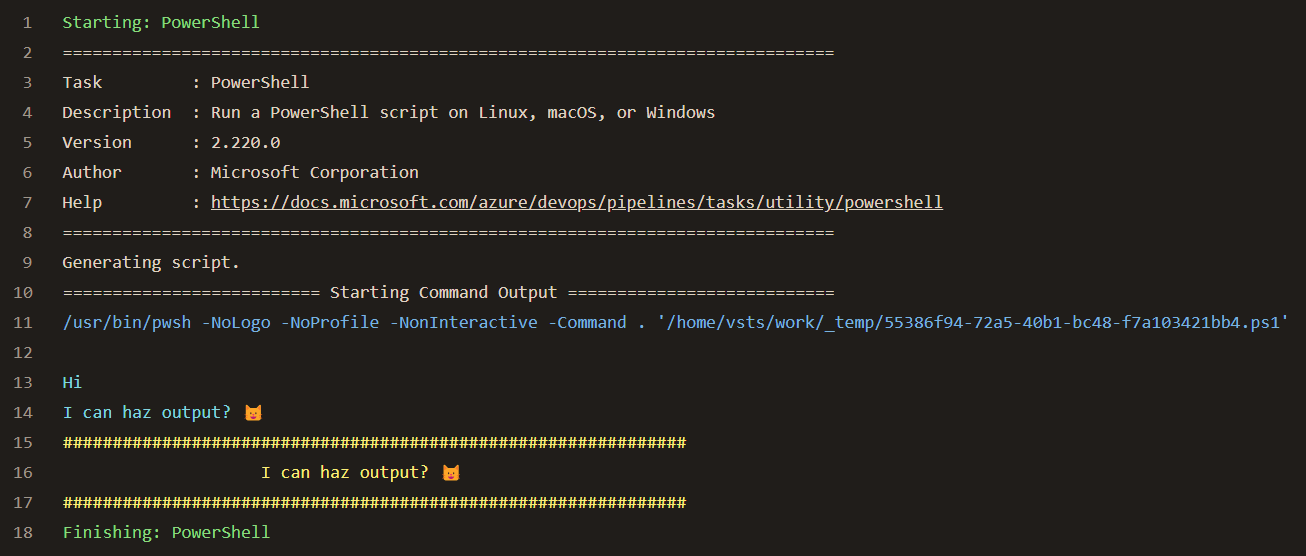 1 Starting: PowerShell
2 ==============================================================================
3 Task         : PowerShell
4 Description  : Run a PowerShell script on Linux, macOS, or Windows
5 Version      : 2.220.0
6 Author       : Microsoft Corporation
7 Help         : https://docs.microsoft.com/azure/devops/pipelines/tasks/utility/powershell
8 ==============================================================================
9 Generating script.
10 ========================== Starting Command Output ===========================
11 /usr/bin/pwsh -NoLogo -NoProfile -NonInteractive -Command . '/home/vsts/work/_temp/55386f94-72a5-40b1-bc48-f7a103421bb4.ps1'
12
13 Hi
14 I can haz output? 😺
15 ###############################################################
16                     I can haz output? 😺
17 ###############################################################
18 Finishing: PowerShell